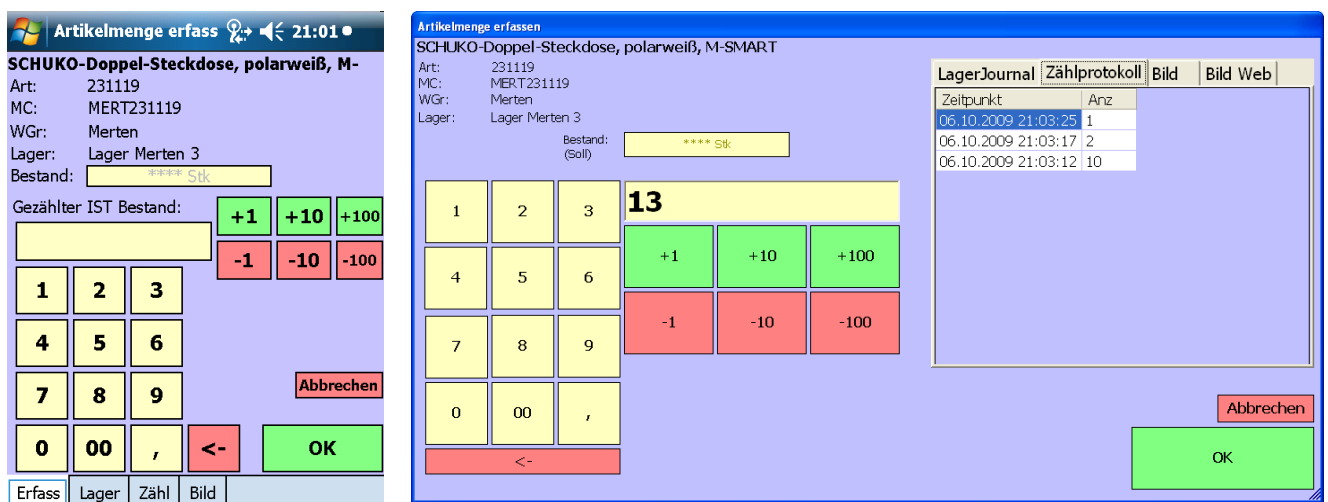 Artikelmenge erfass 21:01
SCHUKO-Doppel-Steckdose, polarweiß, M-
Art: 231119
MC: MERT231119
WGr: Merten
Lager: Lager Merten 3
Bestand: **** Stk
Gezählter IST Bestand:
+1 +10 +100
-1 -10 -100
1 2 3
4 5 6
7 8 9
Abbrechen
0 00 , <- OK
Erfass Lager Zähl Bild
Artikelmenge erfassen
SCHUKO-Doppel-Steckdose, polarweiß, M-SMART
Art: 231119
MC: MERT231119
WGr: Merten
Lager: Lager Merten 3
Bestand: **** Stk
(Soll)
13
1 2 3
+1 +10 +100
4 5 6
-1 -10 -100
7 8 9
0 00 ,
<-
LagerJournal Zählprotokoll Bild Bild Web
Zeitpunkt Anz
06.10.2009 21:03:25 1
06.10.2009 21:03:17 2
06.10.2009 21:03:12 10
Abbrechen
OK